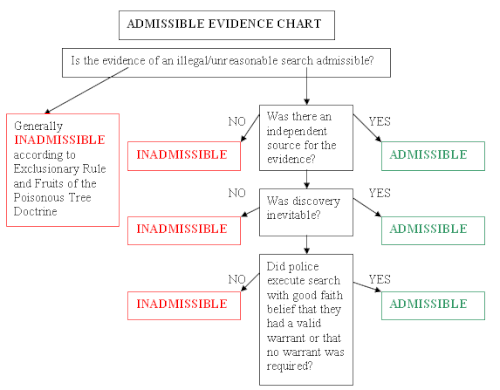 ADMISSIBLE EVIDENCE CHART
Is the evidence of an illegal/unreasonable search admissible?
Generally
INADMISSIBLE
according to
Exclusionary Rule
and Fruits of the
Poisonous Tree
Doctrine
NO
Was there an
independent
source for the
evidence?
YES
INADMISSIBLE
ADMISSIBLE
NO
Was discovery
inevitable?
YES
INADMISSIBLE
ADMISSIBLE
NO
Did police
execute search
with good faith
belief that they
had a valid
warrant or that
no warrant was
required?
YES
INADMISSIBLE
ADMISSIBLE